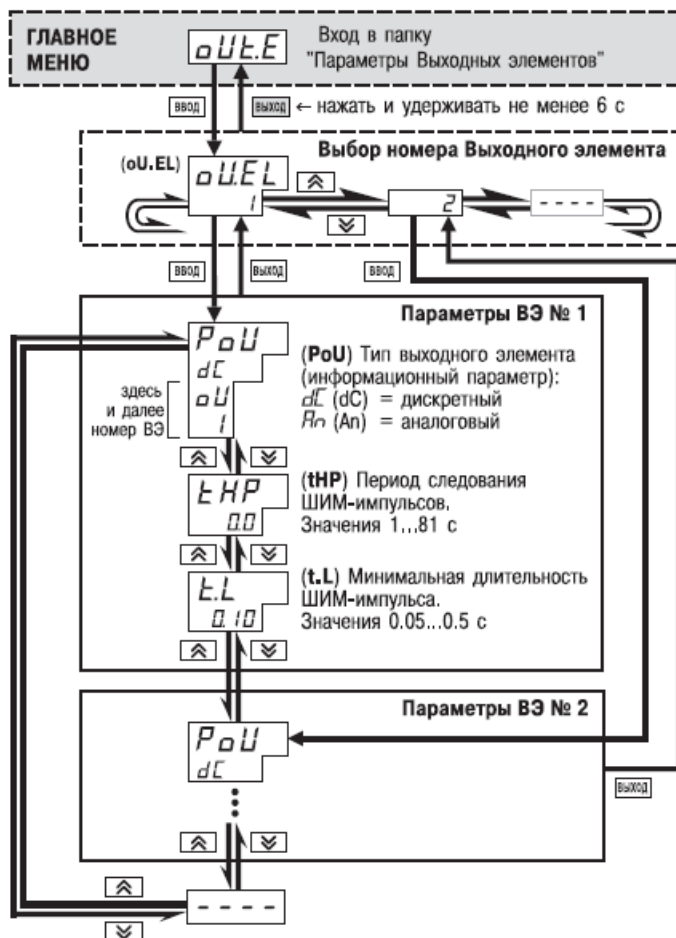 ГЛАВНОЕ
МЕНЮ
oUt.E
Вход в папку
"Параметры Выходных элементов"
ВВОД
ВЫХОД ← нажать и удерживать не менее 6 с
Выбор номера Выходного элемента
(oU.EL)
oU.EL
1
2
- - - -
ВВОД
ВЫХОД
ВВОД
Параметры ВЭ № 1
PoU
dC
oU
1
здесь
и далее
номер ВЭ
(PoU) Тип выходного элемента
(информационный параметр):
dC (dC) = дискретный
An (An) = аналоговый
tHP
0.0
(tHP) Период следования
ШИМ-импульсов.
Значения 1...81 с
t.L
0.10
(t.L) Минимальная длительность
ШИМ-импульса.
Значения 0.05...0.5 с
Параметры ВЭ № 2
PoU
dC
ВЫХОД
- - - -